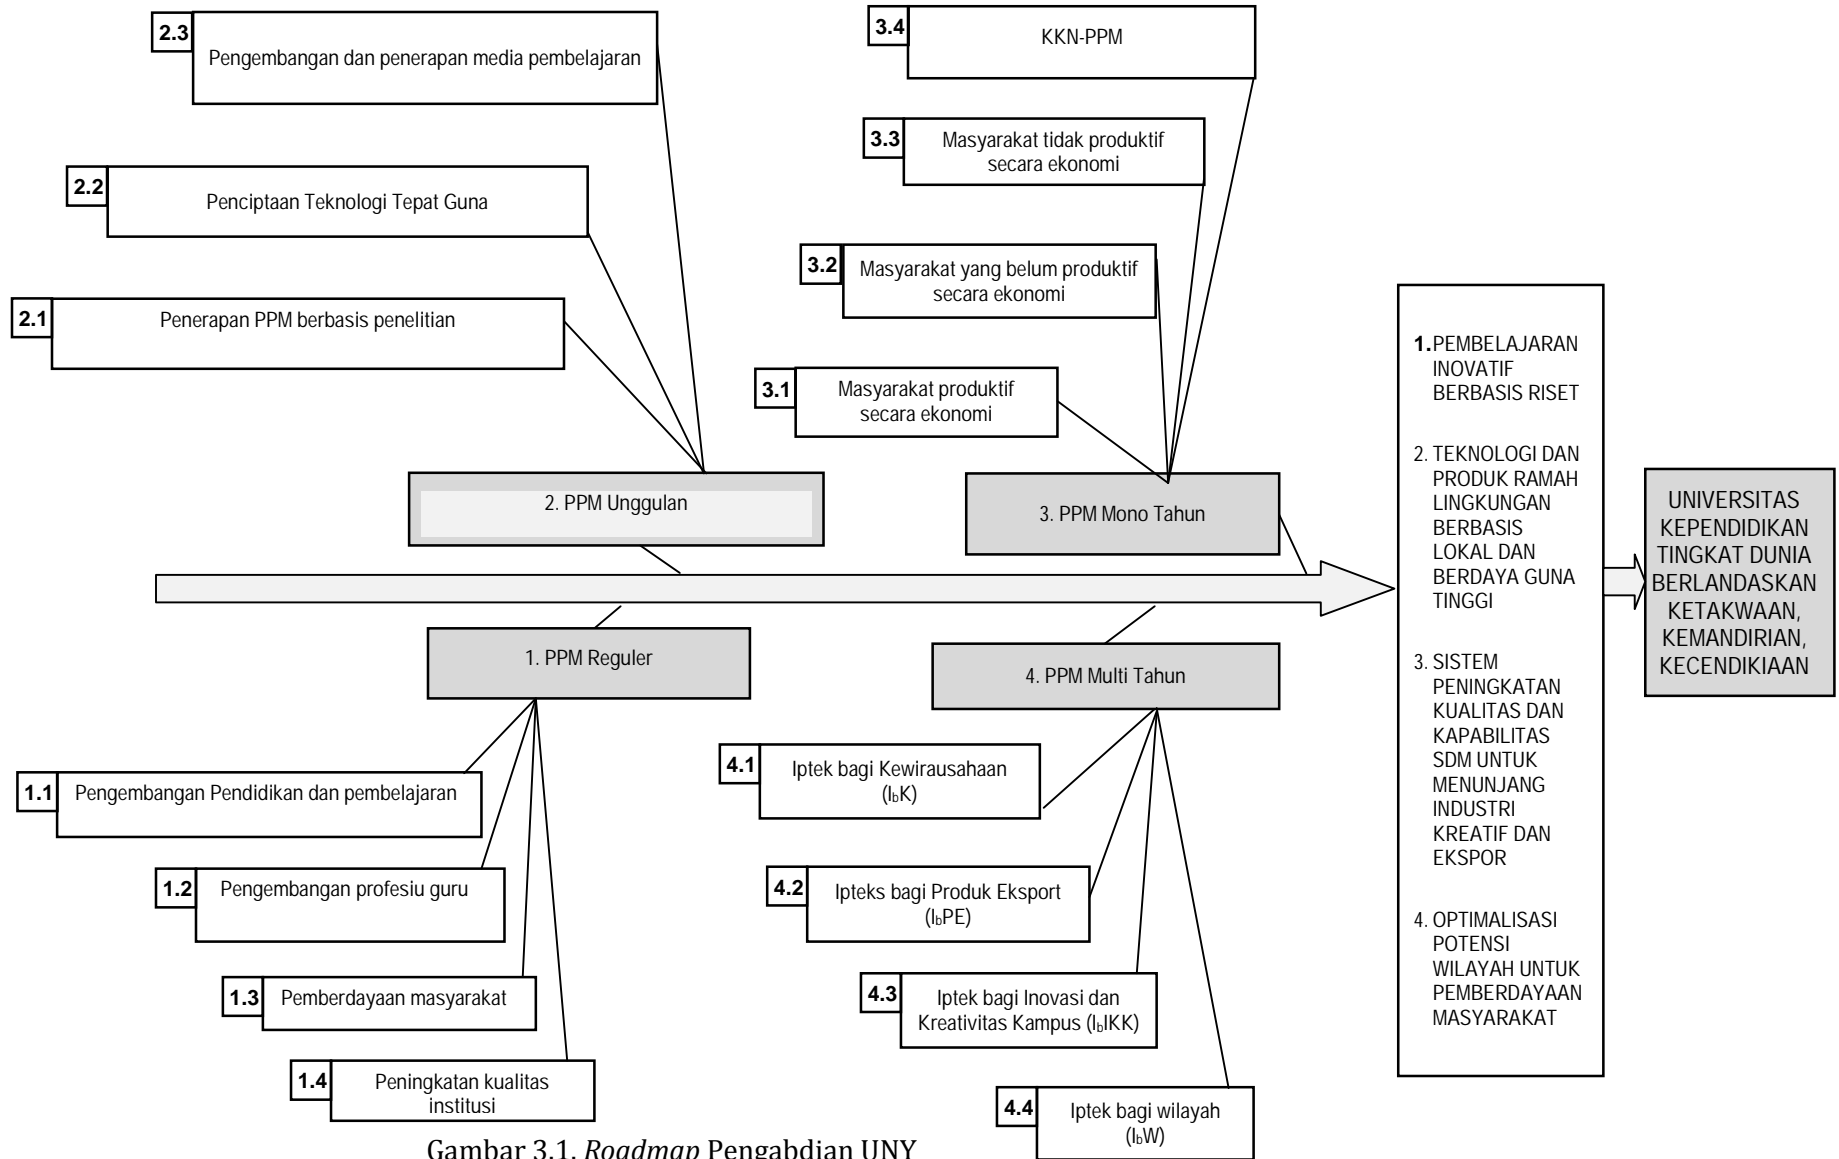 2.3
Pengembangan dan penerapan media pembelajaran
2.2
Penciptaan Teknologi Tepat Guna
2.1
Penerapan PPM berbasis penelitian
3.4
KKN-PPM
3.3
Masyarakat tidak produktif
secara ekonomi
3.2
Masyarakat yang belum produktif
secara ekonomi
3.1
Masyarakat produktif
secara ekonomi
2. PPM Unggulan
3. PPM Mono Tahun
1. PPM Reguler
4. PPM Multi Tahun
1.1
Pengembangan Pendidikan dan pembelajaran
1.2
Pengembangan profesiu guru
1.3
Pemberdayaan masyarakat
1.4
Peningkatan kualitas
institusi
4.1
Iptek bagi Kewirausahaan
(IbK)
4.2
Ipteks bagi Produk Eksport
(IbPE)
4.3
Iptek bagi Inovasi dan
Kreativitas Kampus (IbIKK)
4.4
Iptek bagi wilayah
(IbW)
1. PEMBELAJARAN
INOVATIF
BERBASIS RISET
2. TEKNOLOGI DAN
PRODUK RAMAH
LINGKUNGAN
BERBASIS
LOKAL DAN
BERDAYA GUNA
TINGGI
3. SISTEM
PENINGKATAN
KUALITAS DAN
KAPABILITAS
SDM UNTUK
MENUNJANG
INDUSTRI
KREATIF DAN
EKSPOR
4. OPTIMALISASI
POTENSI
WILAYAH UNTUK
PEMBERDAYAAN
MASYARAKAT
UNIVERSITAS
KEPENDIDIKAN
TINGKAT DUNIA
BERLANDASKAN
KETAKWAAN,
KEMANDIRIAN,
KECENDIKIAAN
Gambar 3.1. Roadmap Pengabdian UNY